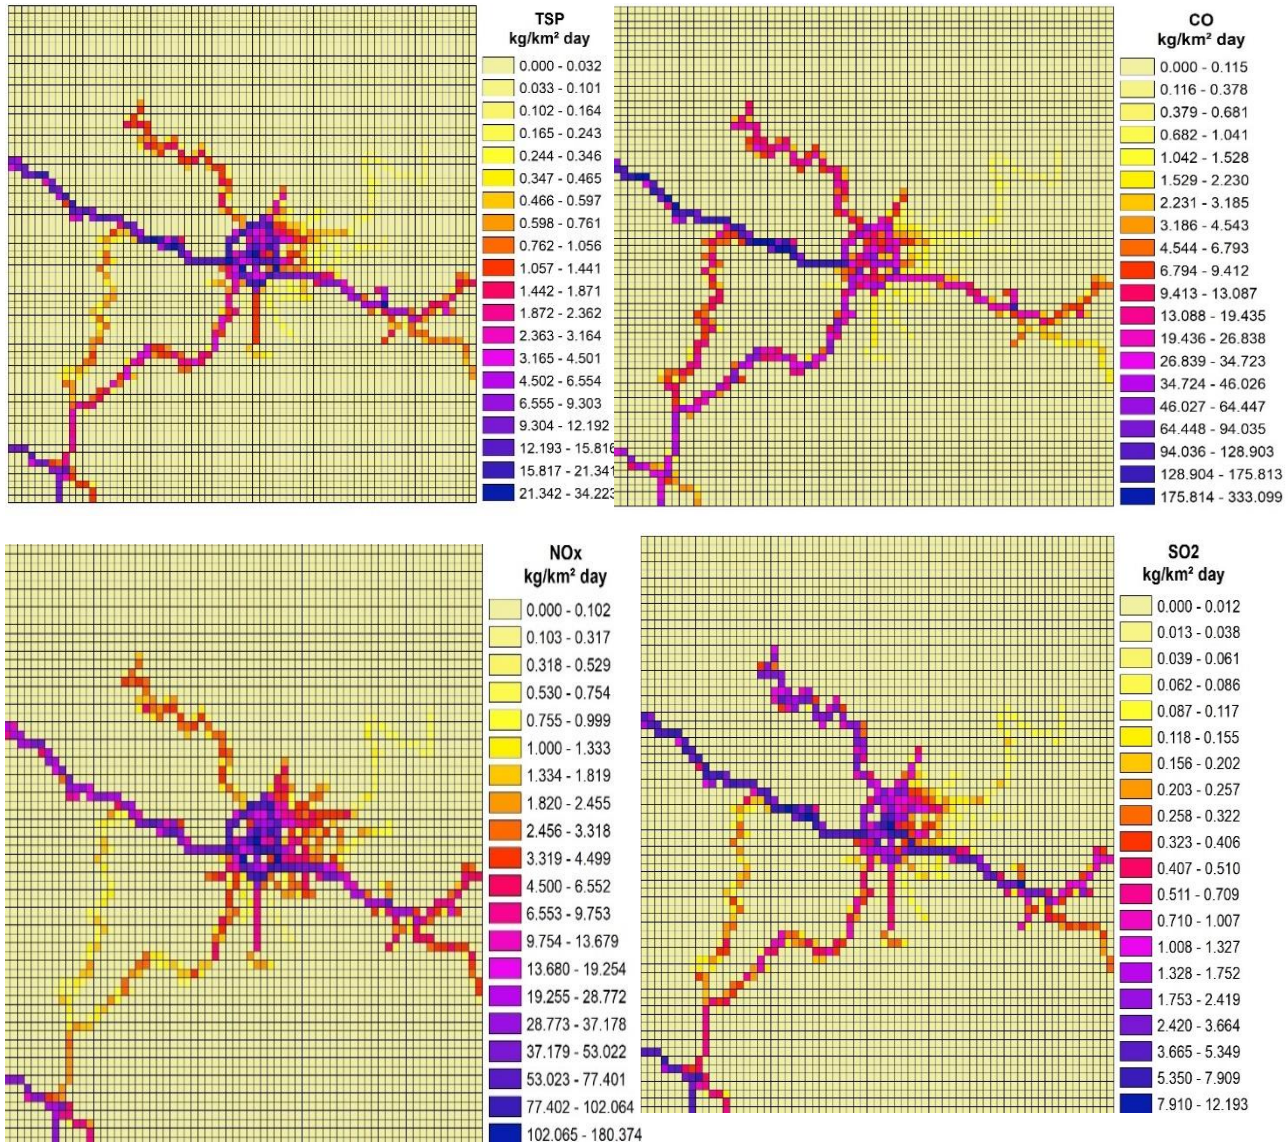 TSP
kg/km² day
0.000 - 0.032
0.033 - 0.101
0.102 - 0.164
0.165 - 0.243
0.244 - 0.346
0.347 - 0.465
0.466 - 0.597
0.598 - 0.761
0.762 - 1.056
1.057 - 1.441
1.442 - 1.871
1.872 - 2.362
2.363 - 3.164
3.165 - 4.501
4.502 - 6.554
6.555 - 9.303
9.304 - 12.192
12.193 - 15.816
15.817 - 21.341
21.342 - 34.223
CO
kg/km² day
0.000 - 0.115
0.116 - 0.378
0.379 - 0.681
0.682 - 1.041
1.042 - 1.528
1.529 - 2.230
2.231 - 3.185
3.186 - 4.543
4.544 - 6.793
6.794 - 9.412
9.413 - 13.087
13.088 - 19.435
19.436 - 26.838
26.839 - 34.723
34.724 - 46.026
46.027 - 64.447
64.448 - 94.035
94.036 - 128.903
128.904 - 175.813
175.814 - 333.099
NOx
kg/km² day
0.000 - 0.102
0.103 - 0.317
0.318 - 0.529
0.530 - 0.754
0.755 - 0.999
1.000 - 1.333
1.334 - 1.819
1.820 - 2.455
2.456 - 3.318
3.319 - 4.499
4.500 - 6.552
6.553 - 9.753
9.754 - 13.679
13.680 - 19.254
19.255 - 28.772
28.773 - 37.178
37.179 - 53.022
53.023 - 77.401
77.402 - 102.064
102.065 - 180.374
SO2
kg/km² day
0.000 - 0.012
0.013 - 0.038
0.039 - 0.061
0.062 - 0.086
0.087 - 0.117
0.118 - 0.155
0.156 - 0.202
0.203 - 0.257
0.258 - 0.322
0.323 - 0.406
0.407 - 0.510
0.511 - 0.709
0.710 - 1.007
1.008 - 1.327
1.328 - 1.752
1.753 - 2.419
2.420 - 3.664
3.665 - 5.349
5.350 - 7.909
7.910 - 12.193